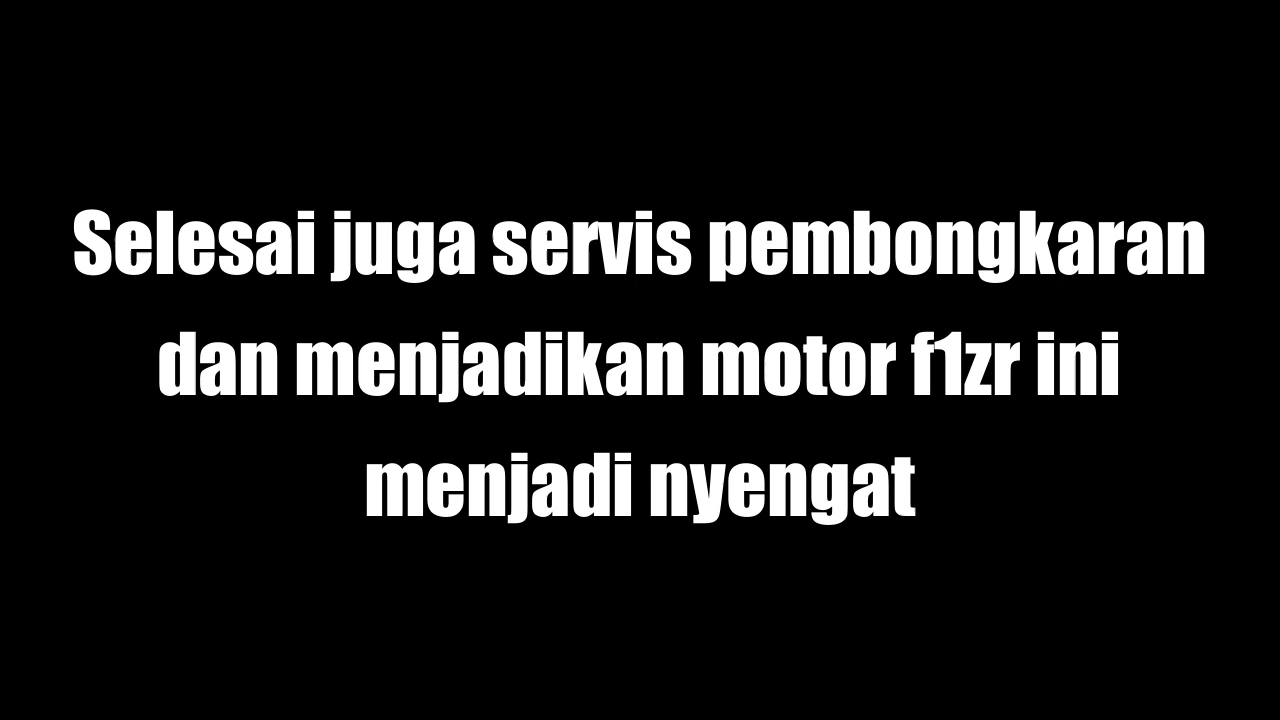 Selesai juga servis pembongkaran
dan menjadikan motor f1zr ini
menjadi nyengat